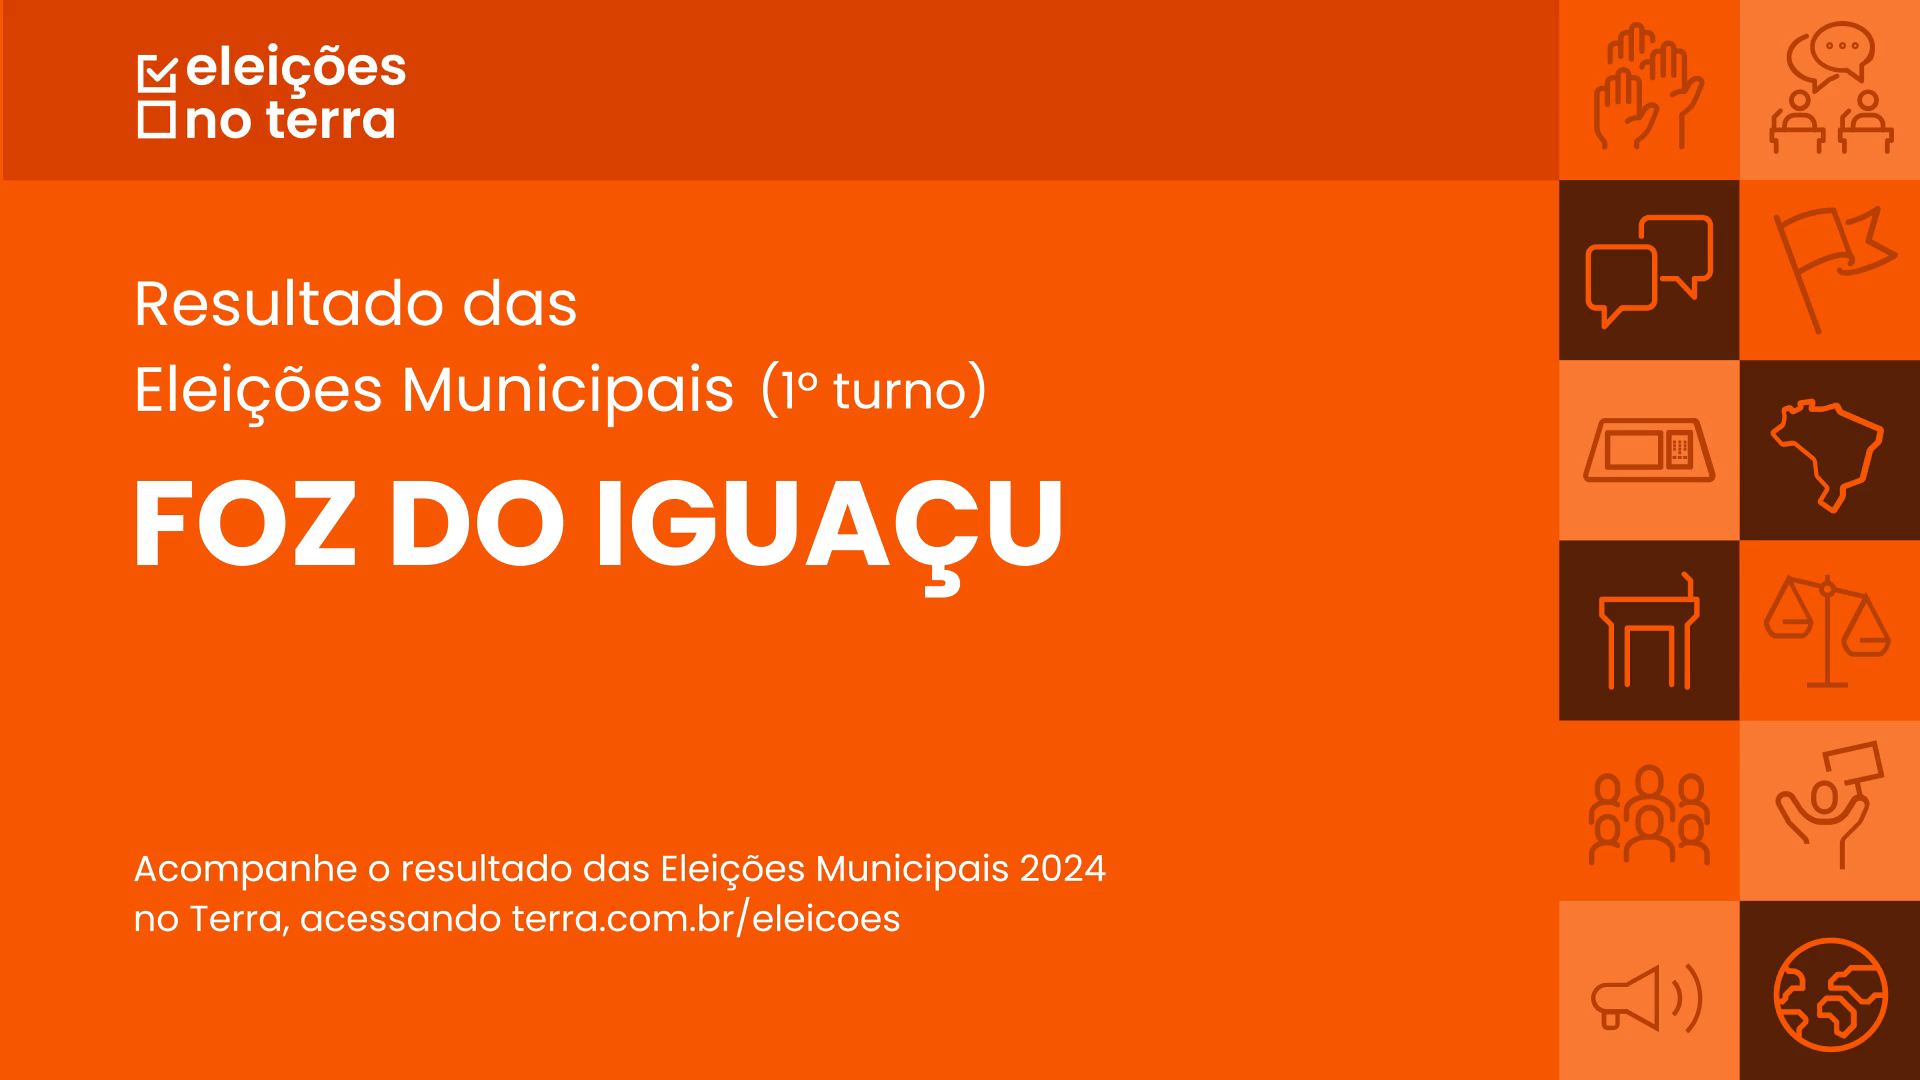 eleições
no terra
Resultado das
Eleições Municipais (1º turno)
FOZ DO IGUAÇU
Acompanhe o resultado das Eleições Municipais 2024
no Terra, acessando terra.com.br/eleicoes